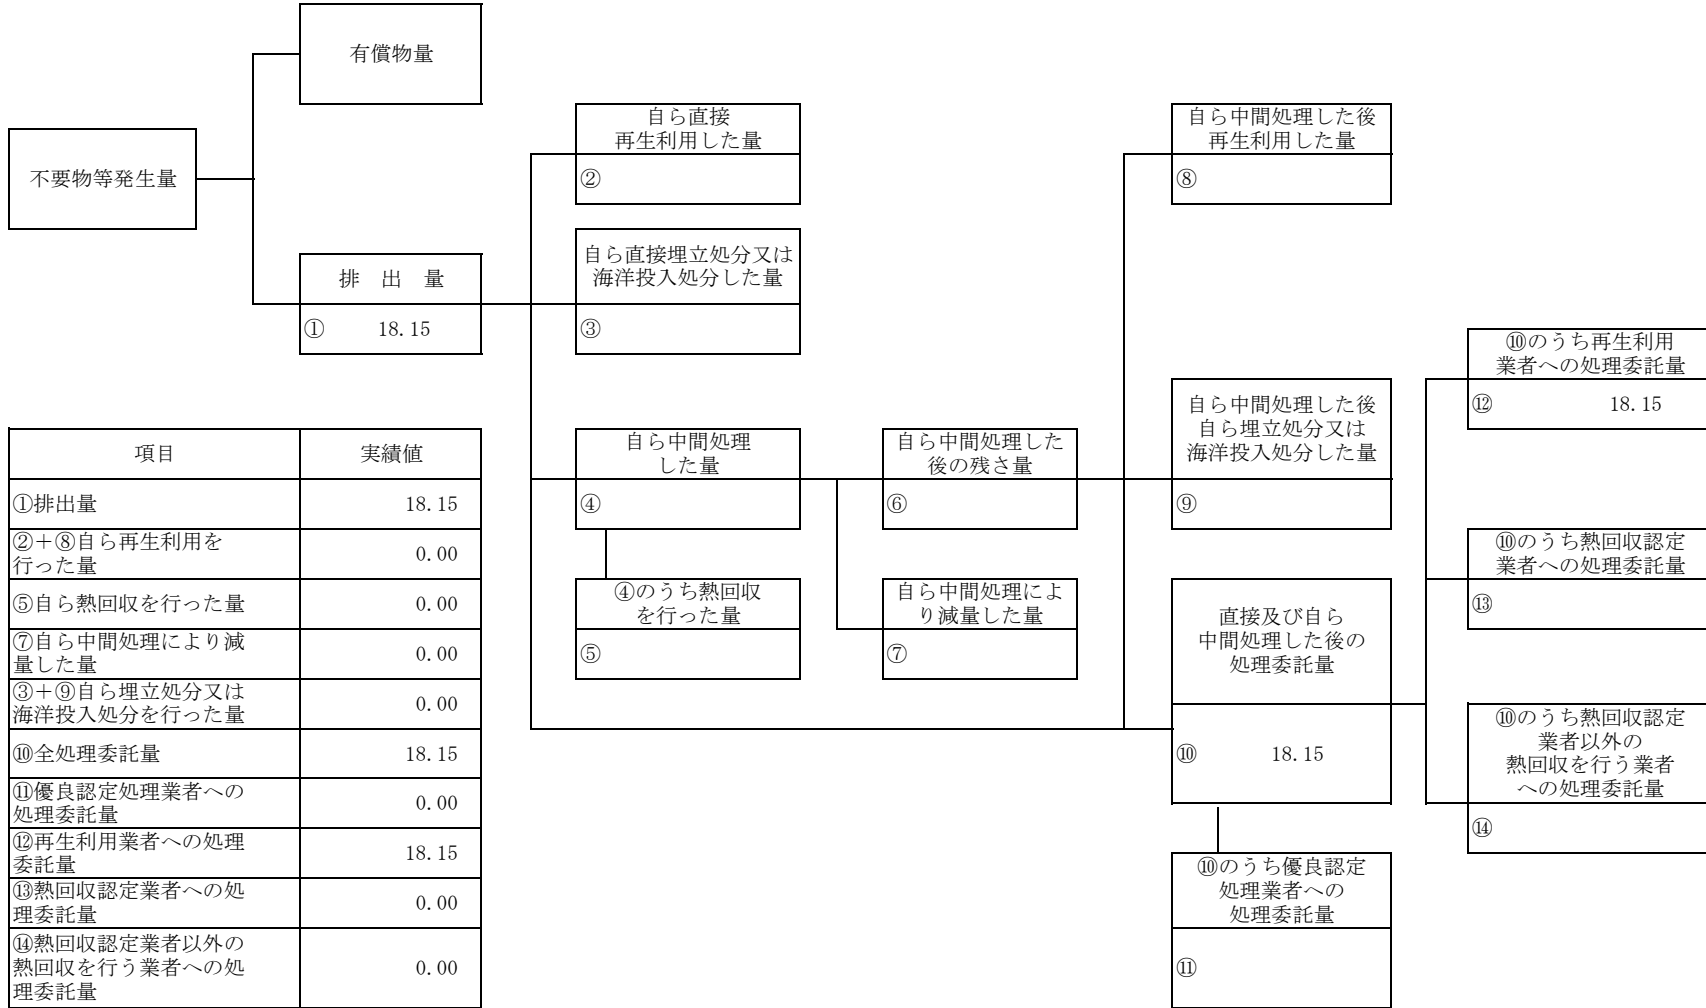 有償物量
不要物等発生量
排 出 量
① 18.15
自ら直接
再生利用した量
②
自ら直接埋立処分又は
海洋投入処分した量
③
自ら中間処理
した量
④
④のうち熱回収
を行った量
⑤
自ら中間処理した
後の残さ量
⑥
自ら中間処理によ
り減量した量
⑦
自ら中間処理した後
再生利用した量
⑧
自ら中間処理した後
自ら埋立処分又は
海洋投入処分した量
⑨
直接及び自ら
中間処理した後の
処理委託量
⑩ 18.15
⑩のうち優良認定
処理業者への
処理委託量
⑪
⑩のうち再生利用
業者への処理委託量
⑫ 18.15
⑩のうち熱回収認定
業者への処理委託量
⑬
⑩のうち熱回収認定
業者以外の
熱回収を行う業者
への処理委託量
⑭
項目 実績値
①排出量 18.15
②＋⑧自ら再生利用を
行った量 0.00
⑤自ら熱回収を行った量 0.00
⑦自ら中間処理により減
量した量 0.00
③＋⑨自ら埋立処分又は
海洋投入処分を行った量 0.00
⑩全処理委託量 18.15
⑪優良認定処理業者への
処理委託量 0.00
⑫再生利用業者への処理
委託量 18.15
⑬熱回収認定業者への処
理委託量 0.00
⑭熱回収認定業者以外の
熱回収を行う業者への処
理委託量 0.00